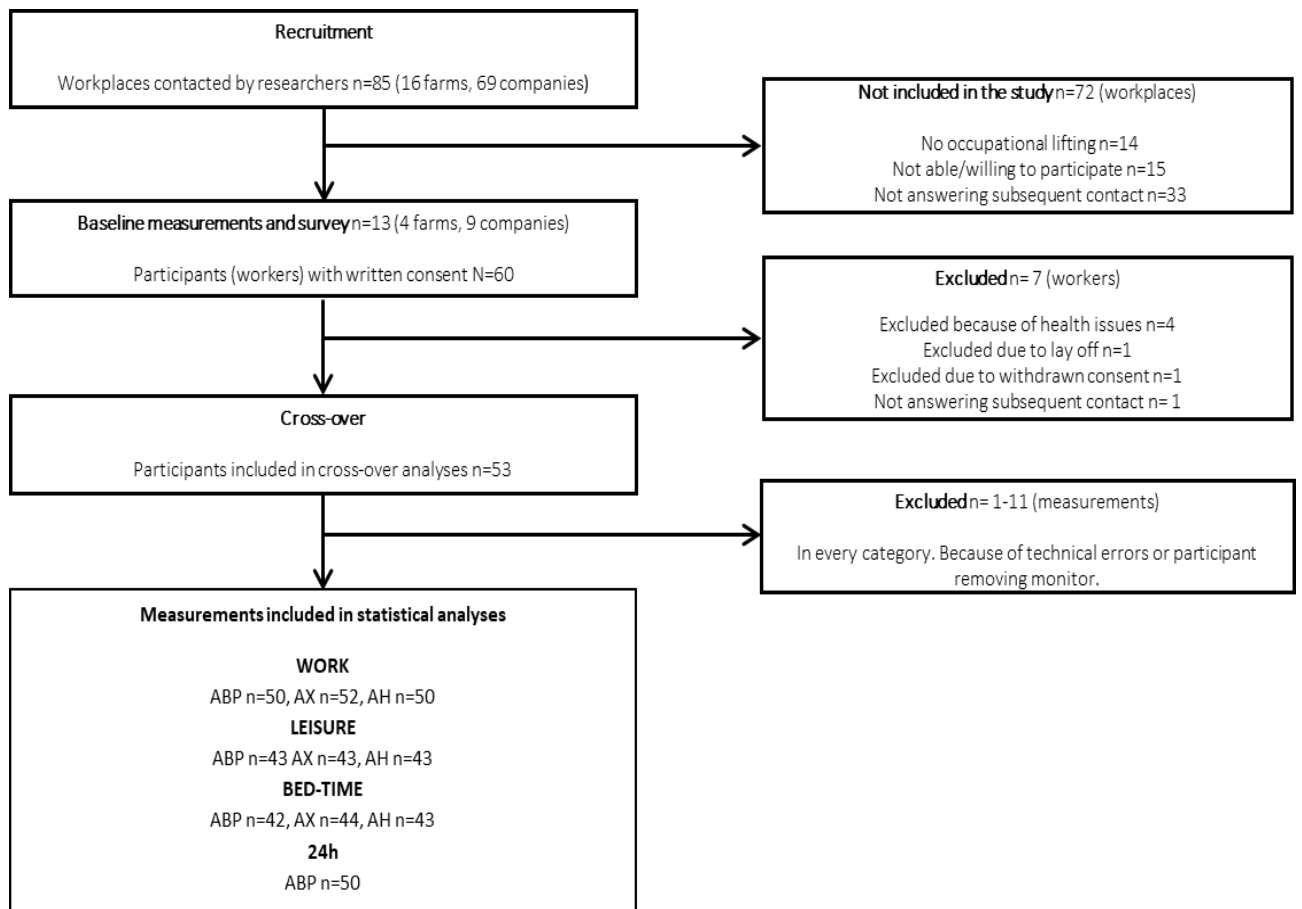 Recruitment
Workplaces contacted by researchers n=85 (16 farms, 69 companies)
Not included in the study n=72 (workplaces)
No occupational lifting n=14
Not able/willing to participate n=15
Not answering subsequent contact n=33
Baseline measurements and survey n=13 (4 farms, 9 companies)
Participants (workers) with written consent N=60
Excluded n= 7 (workers)
Excluded because of health issues n=4
Excluded due to lay off n=1
Excluded due to withdrawn consent n=1
Not answering subsequent contact n= 1
Cross-over
Participants included in cross-over analyses n=53
Excluded n= 1-11 (measurements)
In every category. Because of technical errors or participant
removing monitor.
Measurements included in statistical analyses
WORK
ABP n=50, AX n=52, AH n=50
LEISURE
ABP n=43 AX n=43, AH n=43
BED-TIME
ABP n=42, AX n=44, AH n=43
24h
ABP n=50